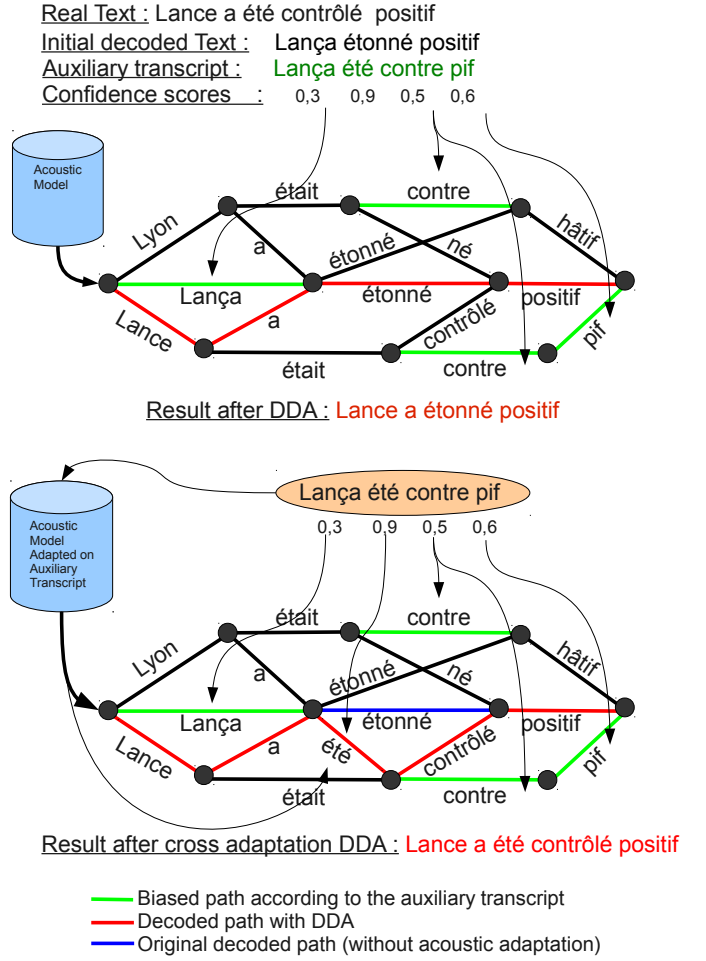 Real Text : Lance a été contrôlé positif
Initial decoded Text : Lança étonné positif
Auxiliary transcript : Lança été contre pif
Confidence scores : 0,3 0,9 0,5 0,6
Acoustic
Model
était
contre
Lyon
a
étonné
né
hâtif
Lança
étonné
positif
Lance
a
contrôlé
pif
était
contre
Result after DDA : Lance a étonné positif
Lança été contre pif
0,3 0,9 0,5 0,6
Acoustic
Model
Adapted on
Auxiliary
Transcript
était
contre
Lyon
a
étonné
né
hâtif
Lança
étonné
positif
Lance
a
été
contrôlé
pif
était
contre
Result after cross adaptation DDA : Lance a été contrôlé positif
Biased path according to the auxiliary transcript
Decoded path with DDA
Original decoded path (without acoustic adaptation)